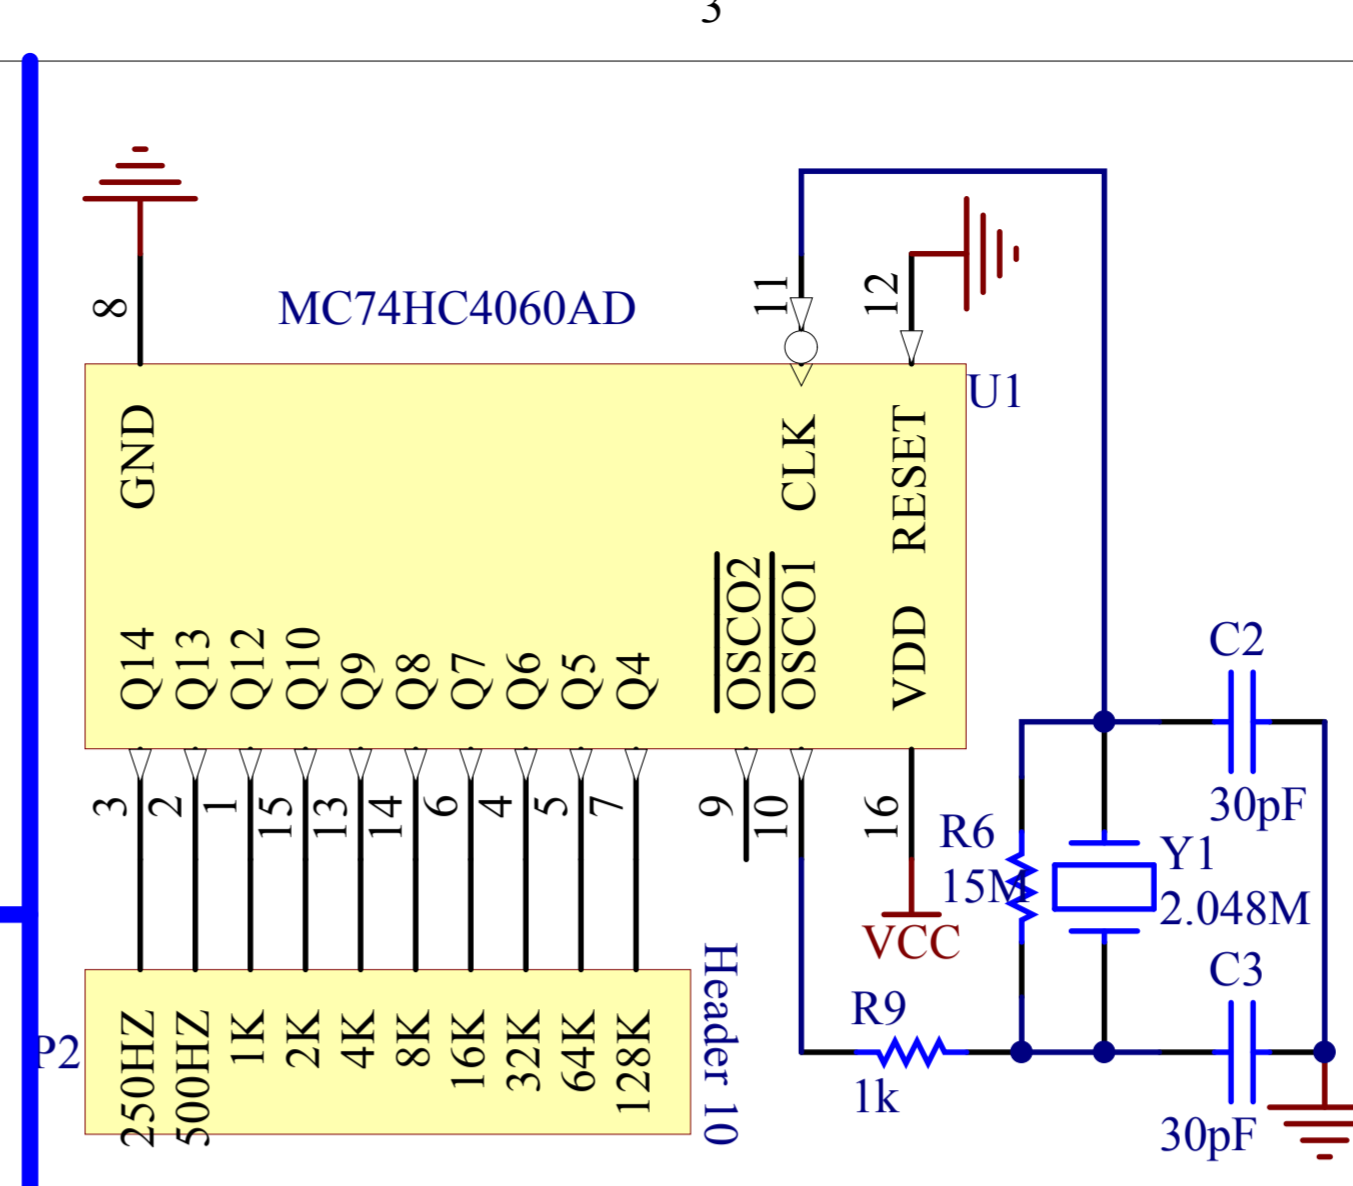 3
8
MC74HC4060AD
11
12
U1
GND
CLK
RESET
Q14
Q13
Q12
Q10
Q9
Q8
Q7
Q6
Q5
Q4
OSCO2
OSCO1
VDD
3
2
1
15
13
14
6
4
5
7
9
10
16
VCC
C2
30pF
R6
15M
Y1
2.048M
C3
30pF
R9
1k
P2
250HZ
500HZ
1K
2K
4K
8K
16K
32K
64K
128K
Header 10